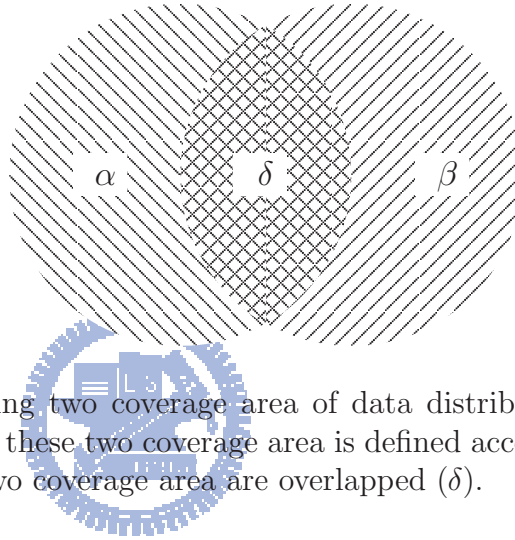 α δ β
ng two coverage area of data distrib
these two coverage area is defined acc
wo coverage area are overlapped (δ).